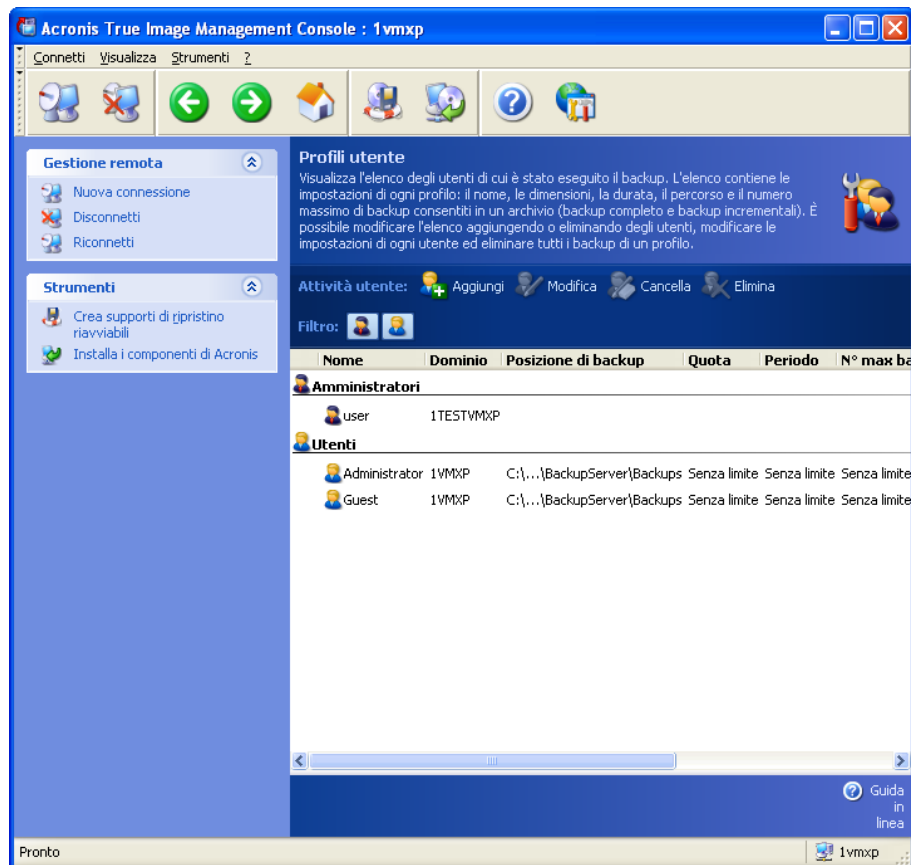 Acronis True Image Management Console : 1vmxp
Connetti Visualizza Strumenti ?
Gestione remota
Nuova connessione
Disconnetti
Riconnetti
Strumenti
Crea supporti di ripristino
riavviabili
Installa i componenti di Acronis
Profili utente
Visualizza l'elenco degli utenti di cui è stato eseguito il backup. L'elenco contiene le
impostazioni di ogni profilo: il nome, le dimensioni, la durata, il percorso e il numero
massimo di backup consentiti in un archivio (backup completo e backup incrementali). È
possibile modificare l'elenco aggiungendo o eliminando degli utenti, modificare le
impostazioni di ogni utente ed eliminare tutti i backup di un profilo.
Attività utente: Aggiungi Modifica Cancella Elimina
Filtro:
Nome Dominio Posizione di backup Quota Periodo N° max ba
Amministratori
user 1TESTVMXP
Utenti
Administrator 1VMXP C:\...\BackupServer\Backups Senza limite Senza limite Senza limite
Guest 1VMXP C:\...\BackupServer\Backups Senza limite Senza limite Senza limite
Guida
in
linea
Pronto 1vmxp